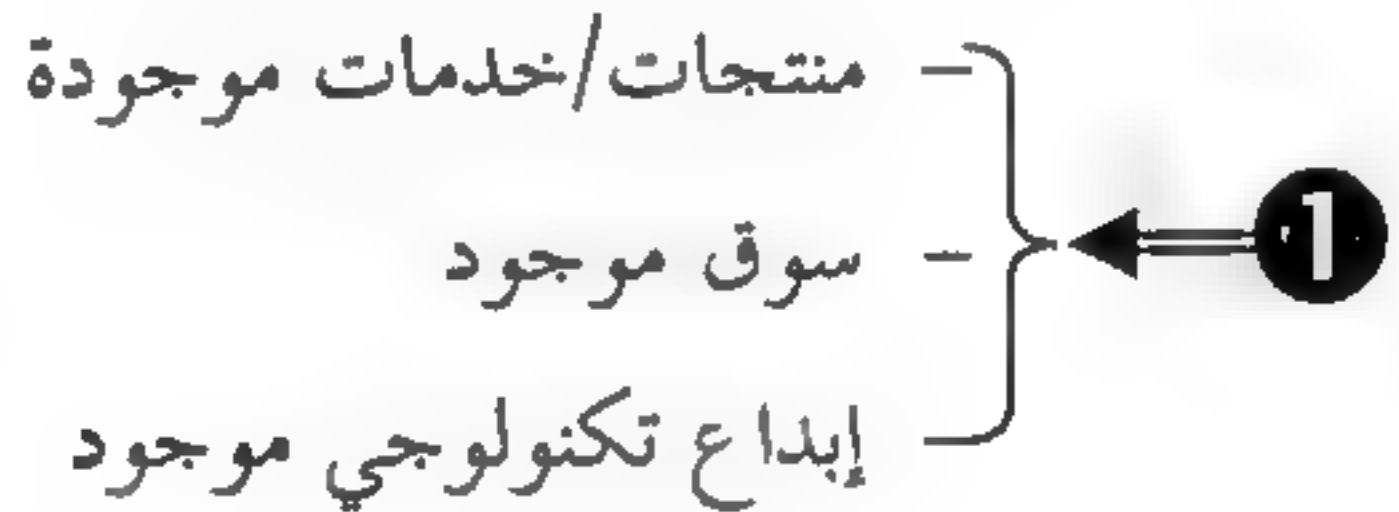 - منتجات/خدمات موجودة
1
- سوق موجود
- إبداع تكنولوجي موجود